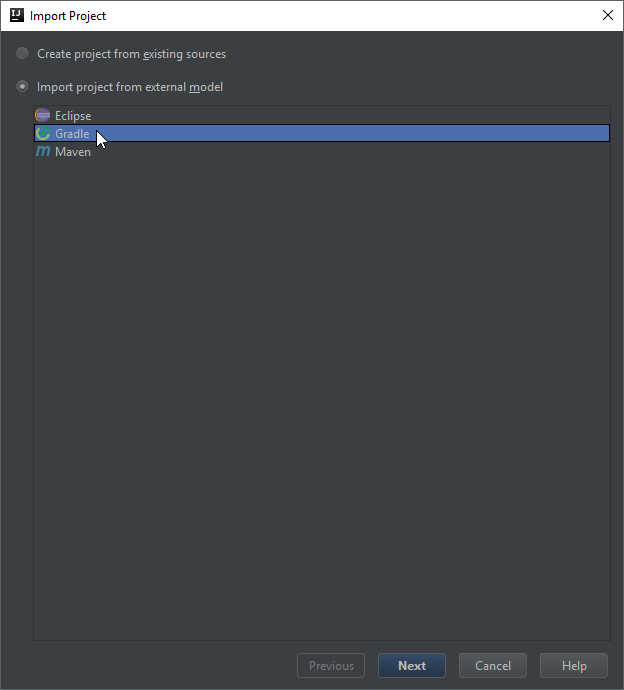 IJ Import Project
Create project from existing sources
Import project from external model
Eclipse
Gradle
m Maven
Previous Next Cancel Help